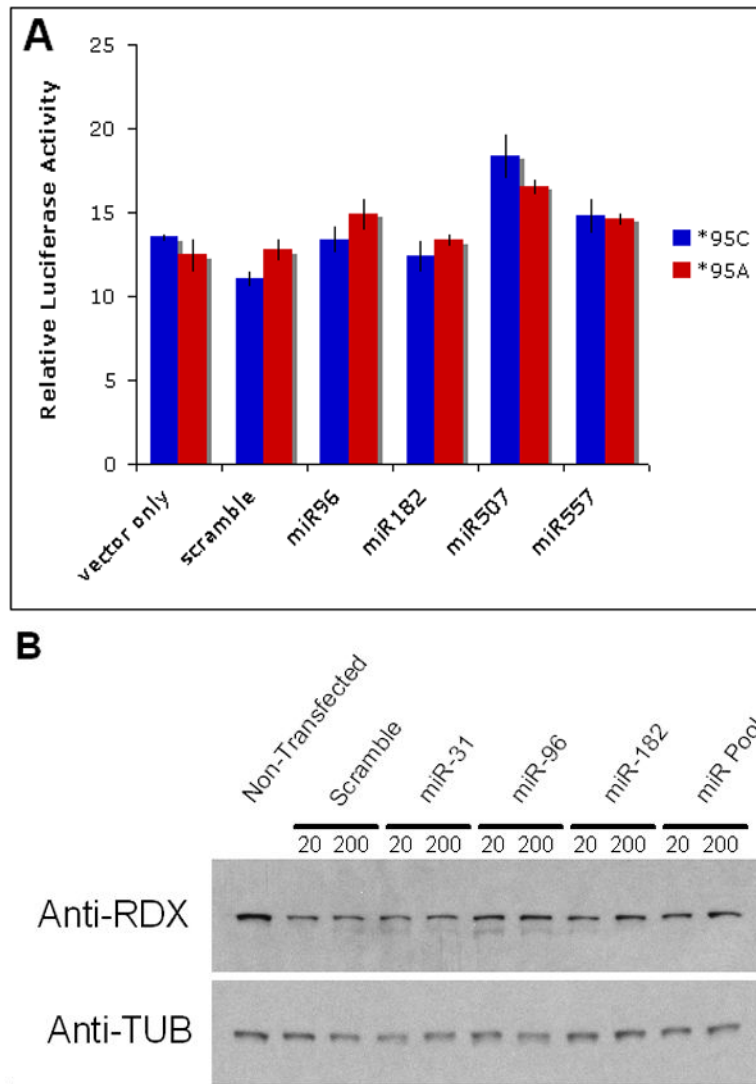 A
25
20
15
10
5
0
Relative Luciferase Activity
vector only
scramble
miR96
miR182
miR507
miR557
*95C
*95A
B
Non-Transfected
Scramble
miR-31
miR-96
miR-182
miR Pool
20 200 20 200 20 200 20 200 20 200
Anti-RDX
Anti-TUB